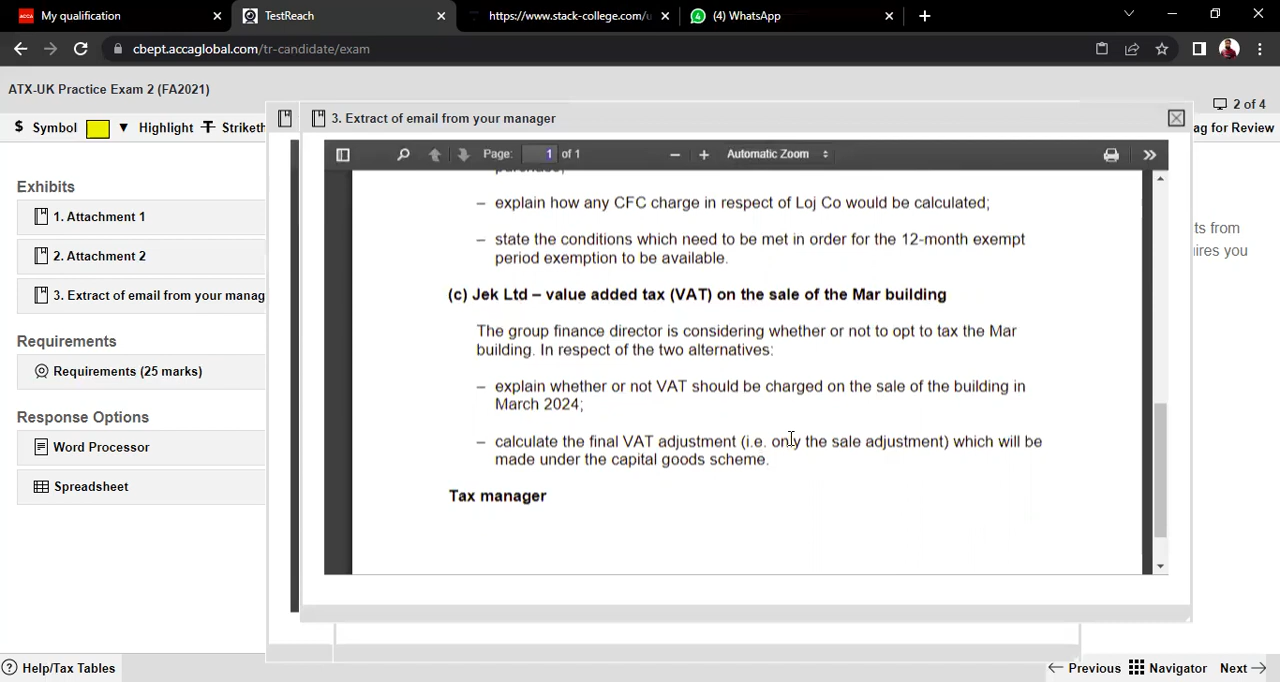 My qualification
TestReach
https://www.stack-college.com/u
(4) WhatsApp
cbept.accaglobal.com/tr-candidate/exam
ATX-UK Practice Exam 2 (FA2021)
2 of 4
$ Symbol
Highlight
Striketh
ag for Review
3. Extract of email from your manager
Page: 1 of 1
Automatic Zoom
Exhibits
1. Attachment 1
2. Attachment 2
3. Extract of email from your manag
Requirements
Requirements (25 marks)
Response Options
Word Processor
Spreadsheet
purchase;
– explain how any CFC charge in respect of Loj Co would be calculated;
– state the conditions which need to be met in order for the 12-month exempt
period exemption to be available.
(c) Jek Ltd – value added tax (VAT) on the sale of the Mar building
The group finance director is considering whether or not to opt to tax the Mar
building. In respect of the two alternatives:
– explain whether or not VAT should be charged on the sale of the building in
March 2024;
– calculate the final VAT adjustment (i.e. only the sale adjustment) which will be
made under the capital goods scheme.
Tax manager
ts from
ires you
Help/Tax Tables
Previous
Navigator
Next